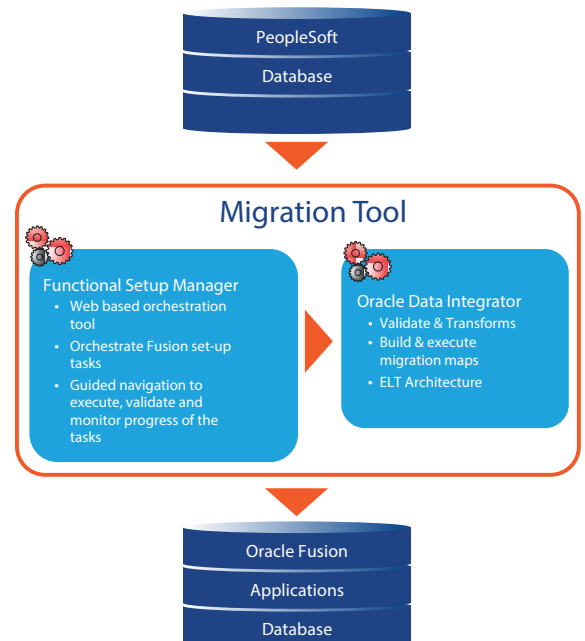 PeopleSoft
Database
Migration Tool
Functional Setup Manager
• Web based orchestration
tool
• Orchestrate Fusion set-up
tasks
• Guided navigation to
execute, validate and
monitor progress of the
tasks
Oracle Data Integrator
• Validate & Transforms
• Build & execute
migration maps
• ELT Architecture
Oracle Fusion
Applications
Database